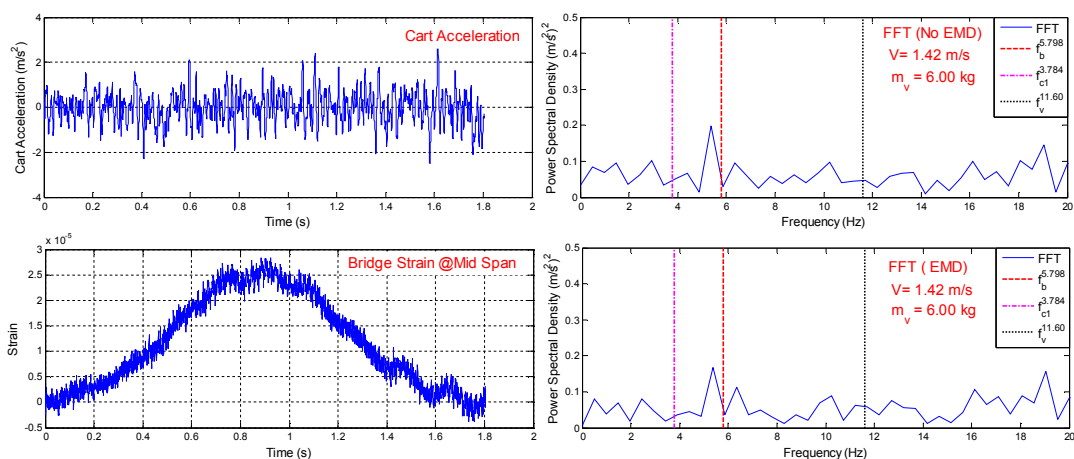 Cart Acceleration (m/s²)
4
2
0
-2
-4
Cart Acceleration
0 0.2 0.4 0.6 0.8 1 1.2 1.4 1.6 1.8 2
Time (s)
Power Spectral Density (m/s²)²
0.5
0.4
0.3
0.2
0.1
0
FFT (No EMD)
V= 1.42 m/s
m_v = 6.00 kg
FFT
f_b^5.798
f_c1^3.784
f_v^11.60
0 2 4 6 8 10 12 14 16 18 20
Frequency (Hz)
x 10^-5
Strain
3
2.5
2
1.5
1
0.5
0
-0.5
Bridge Strain @Mid Span
0 0.2 0.4 0.6 0.8 1 1.2 1.4 1.6 1.8 2
Time (s)
Power Spectral Density (m/s²)²
0.5
0.4
0.3
0.2
0.1
0
FFT ( EMD)
V= 1.42 m/s
m_v = 6.00 kg
FFT
f_b^5.798
f_c1^3.784
f_v^11.60
0 2 4 6 8 10 12 14 16 18 20
Frequency (Hz)